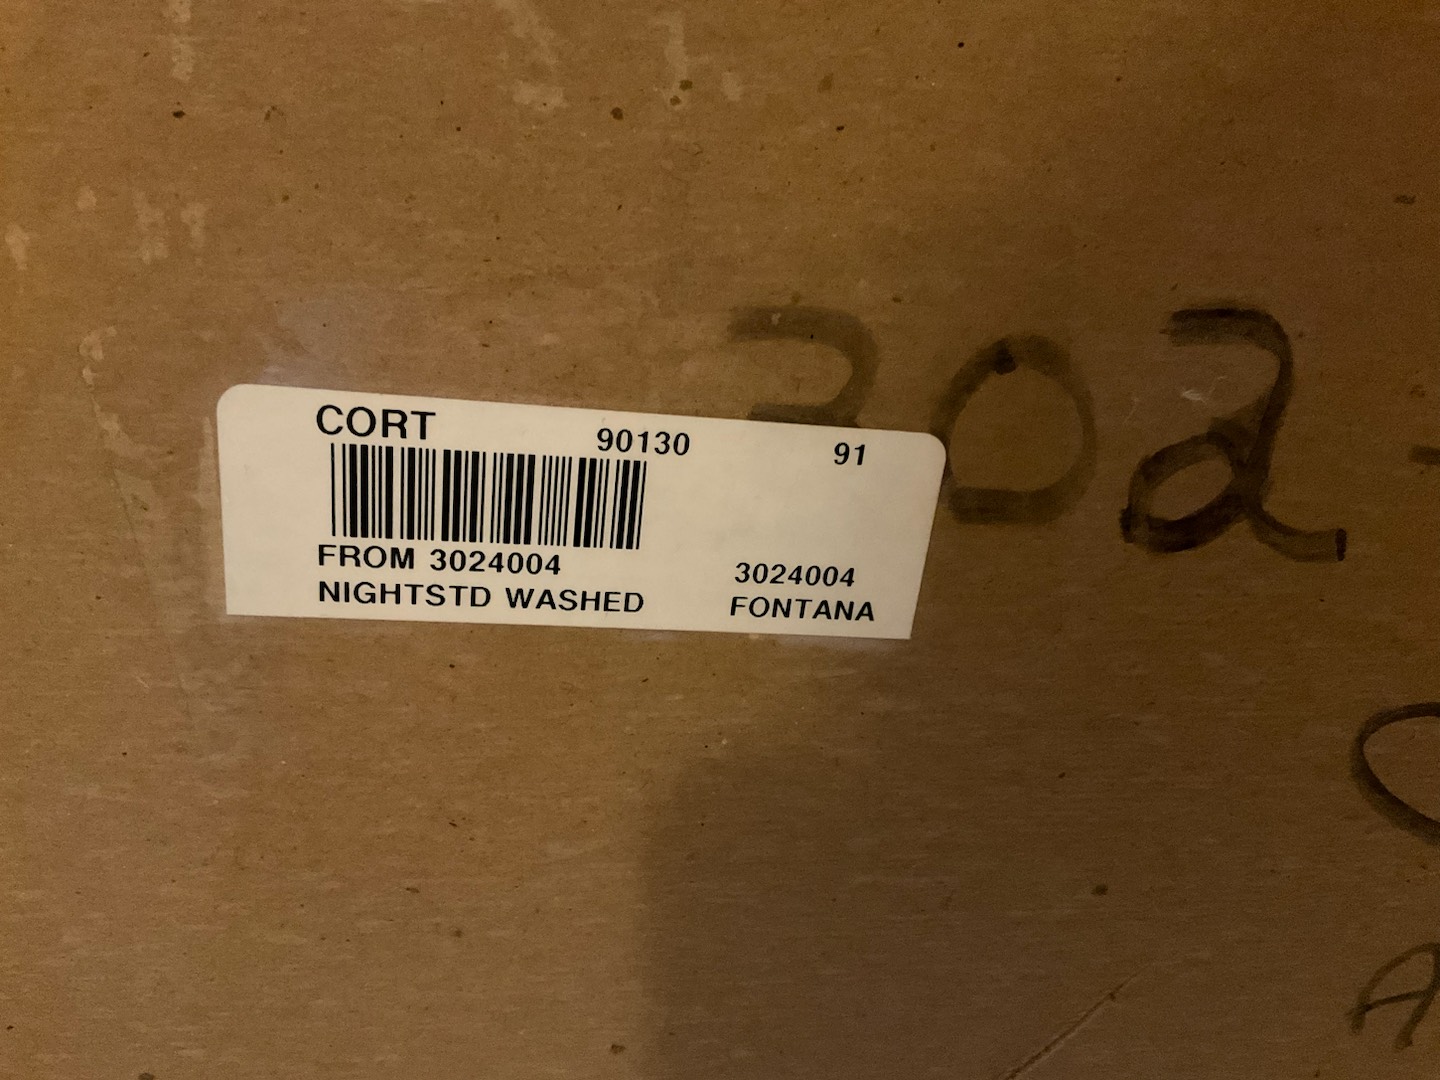 CORT 90130 91
FROM 3024004 3024004
NIGHTSTD WASHED FONTANA
302 -